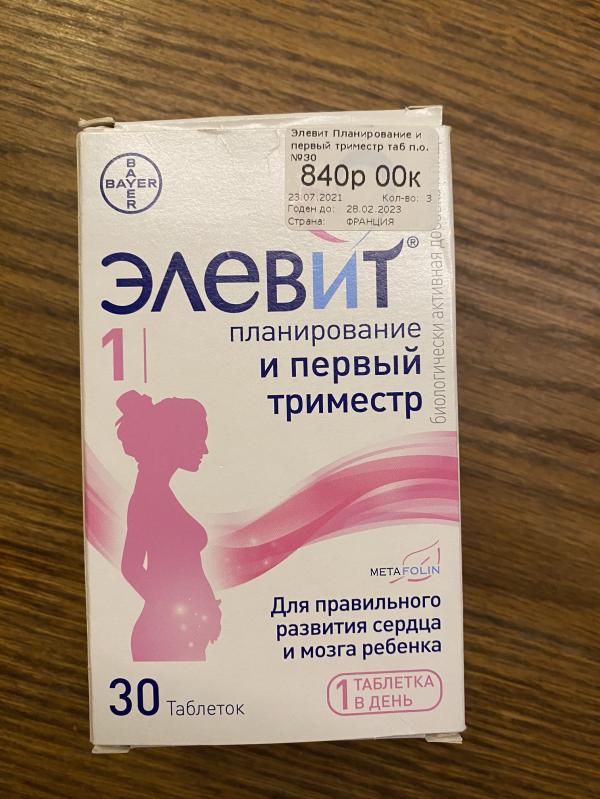 Элевит Планирование и
первый триместр таб п.о.
№30
840р 00к
23.07.2021 Кол-во: 3
Годен до: 28.02.2023
Страна: ФРАНЦИЯ
BAYER
BAYER
элевит®
1
планирование
и первый
триместр
биологически активная до
METAFOLIN
Для правильного
развития сердца
и мозга ребенка
30 Таблеток
1 ТАБЛЕТКА
В ДЕНЬ